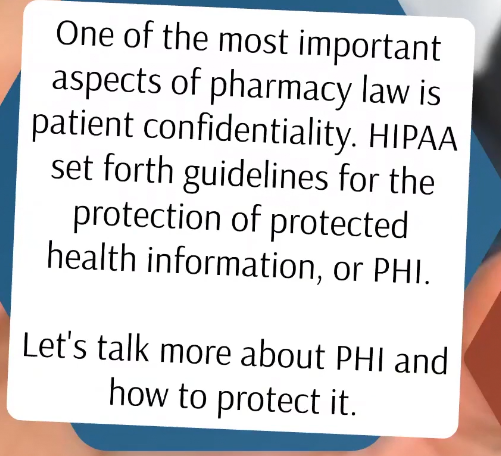 One of the most important
aspects of pharmacy law is
patient confidentiality. HIPAA
set forth guidelines for the
protection of protected
health information, or PHI.
Let's talk more about PHI and
how to protect it.